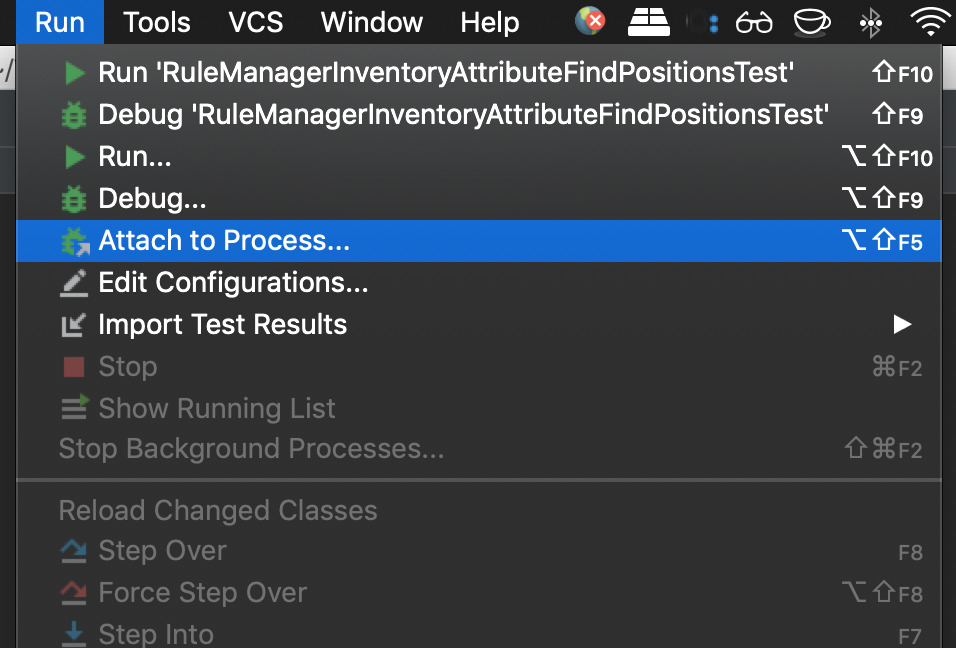 Run Tools VCS Window Help
Run 'RuleManagerInventoryAttributeFindPositionsTest' ⇧F10
Debug 'RuleManagerInventoryAttributeFindPositionsTest' ⇧F9
Run... ⌥⇧F10
Debug... ⌥⇧F9
Attach to Process... ⌥⇧F5
Edit Configurations...
Import Test Results
Stop ⌘F2
Show Running List
Stop Background Processes... ⇧⌘F2
Reload Changed Classes
Step Over F8
Force Step Over ⌥⇧F8
Step Into F7